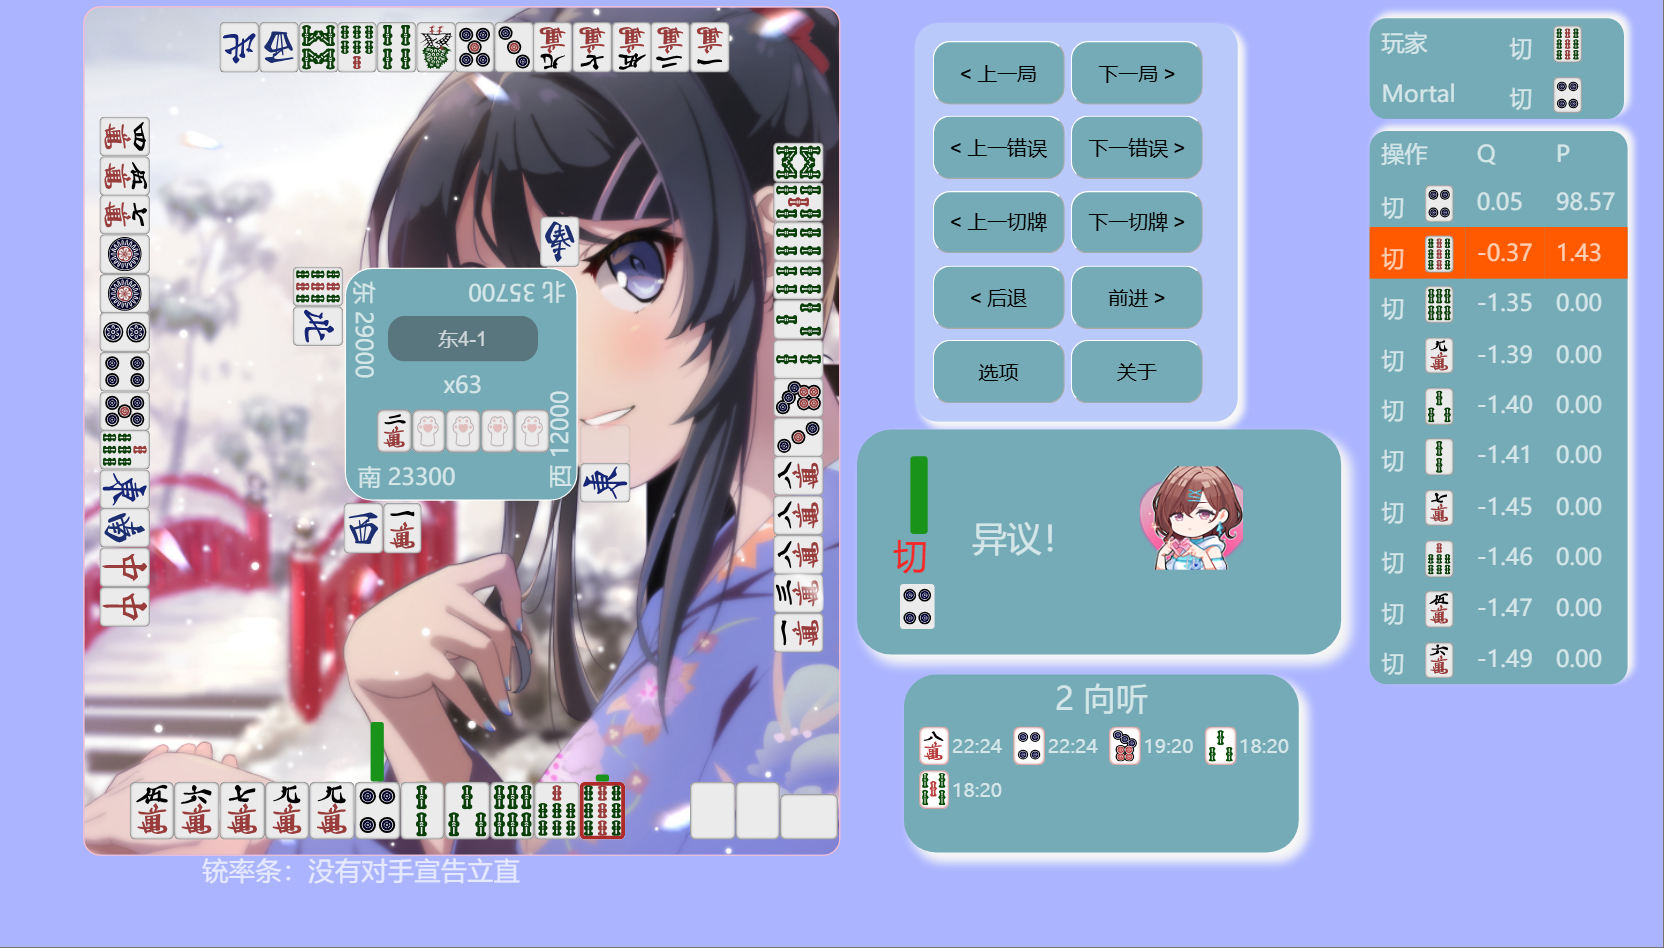 东 29000
北 35700
东4-1
x63
南 23300
西 12000
铳率条：没有对手宣告立直
< 上一局
下一局 >
< 上一错误
下一错误 >
< 上一切牌
下一切牌 >
< 后退
前进 >
选项
关于
切
异议！
2 向听
22:24
22:24
19:20
18:20
18:20
玩家 切
Mortal 切
操作 Q P
切 0.05 98.57
切 -0.37 1.43
切 -1.35 0.00
切 -1.39 0.00
切 -1.40 0.00
切 -1.41 0.00
切 -1.45 0.00
切 -1.46 0.00
切 -1.47 0.00
切 -1.49 0.00